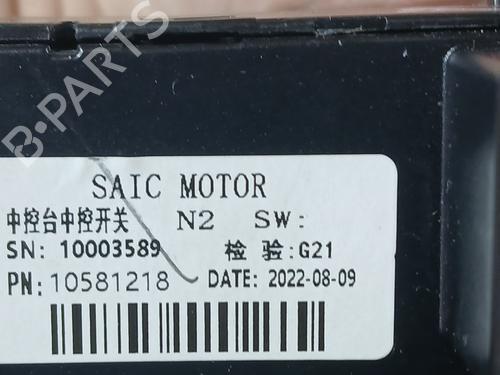 B-PARTS
SAIC MOTOR
中控台中控开关 N2 SW:
SN: 10003589 检 验:G21
PN:10581218 DATE: 2022-08-09